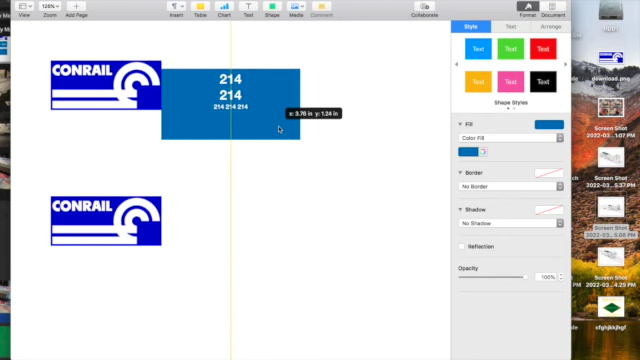 View
Zoom
Add Page
125%
Insert
Table
Chart
Text
Shape
Media
Comment
Collaborate
Format
Document
Style
Text
Arrange
Text
Text
Text
Text
Text
Text
Shape Styles
Fill
Color Fill
Border
No Border
Shadow
No Shadow
Reflection
Opacity
100%
CONRAIL
214
214
214 214 214
x: 3.76 in y: 1.24 in
CONRAIL
download.png
Screen Shot
2022-03...1:07 PM
Screen Shot
2022-03...5:37 PM
Screen Shot
2022-03...5:06 PM
Screen Shot
2022-03...4:25 PM
cfghjkkjhgf